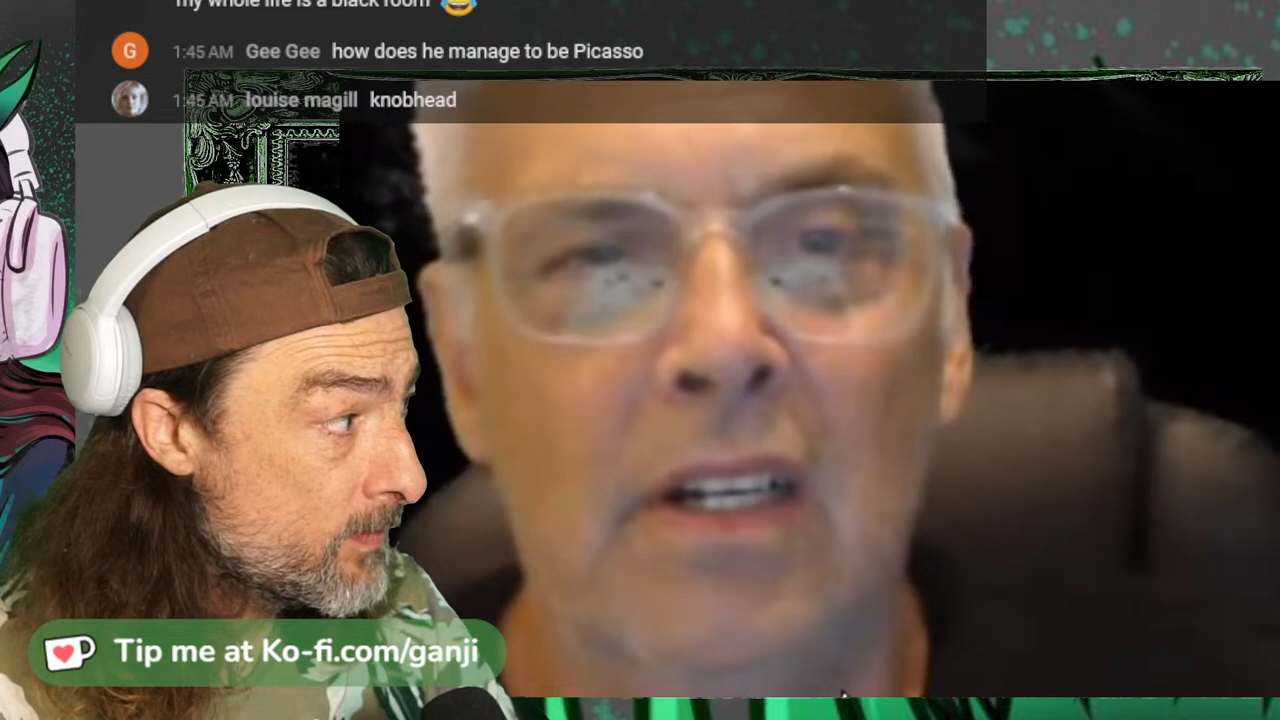 my whole life is a black room 😂
G 1:45 AM Gee Gee how does he manage to be Picasso
1:45 AM louise magill knobhead
Tip me at Ko-fi.com/ganji